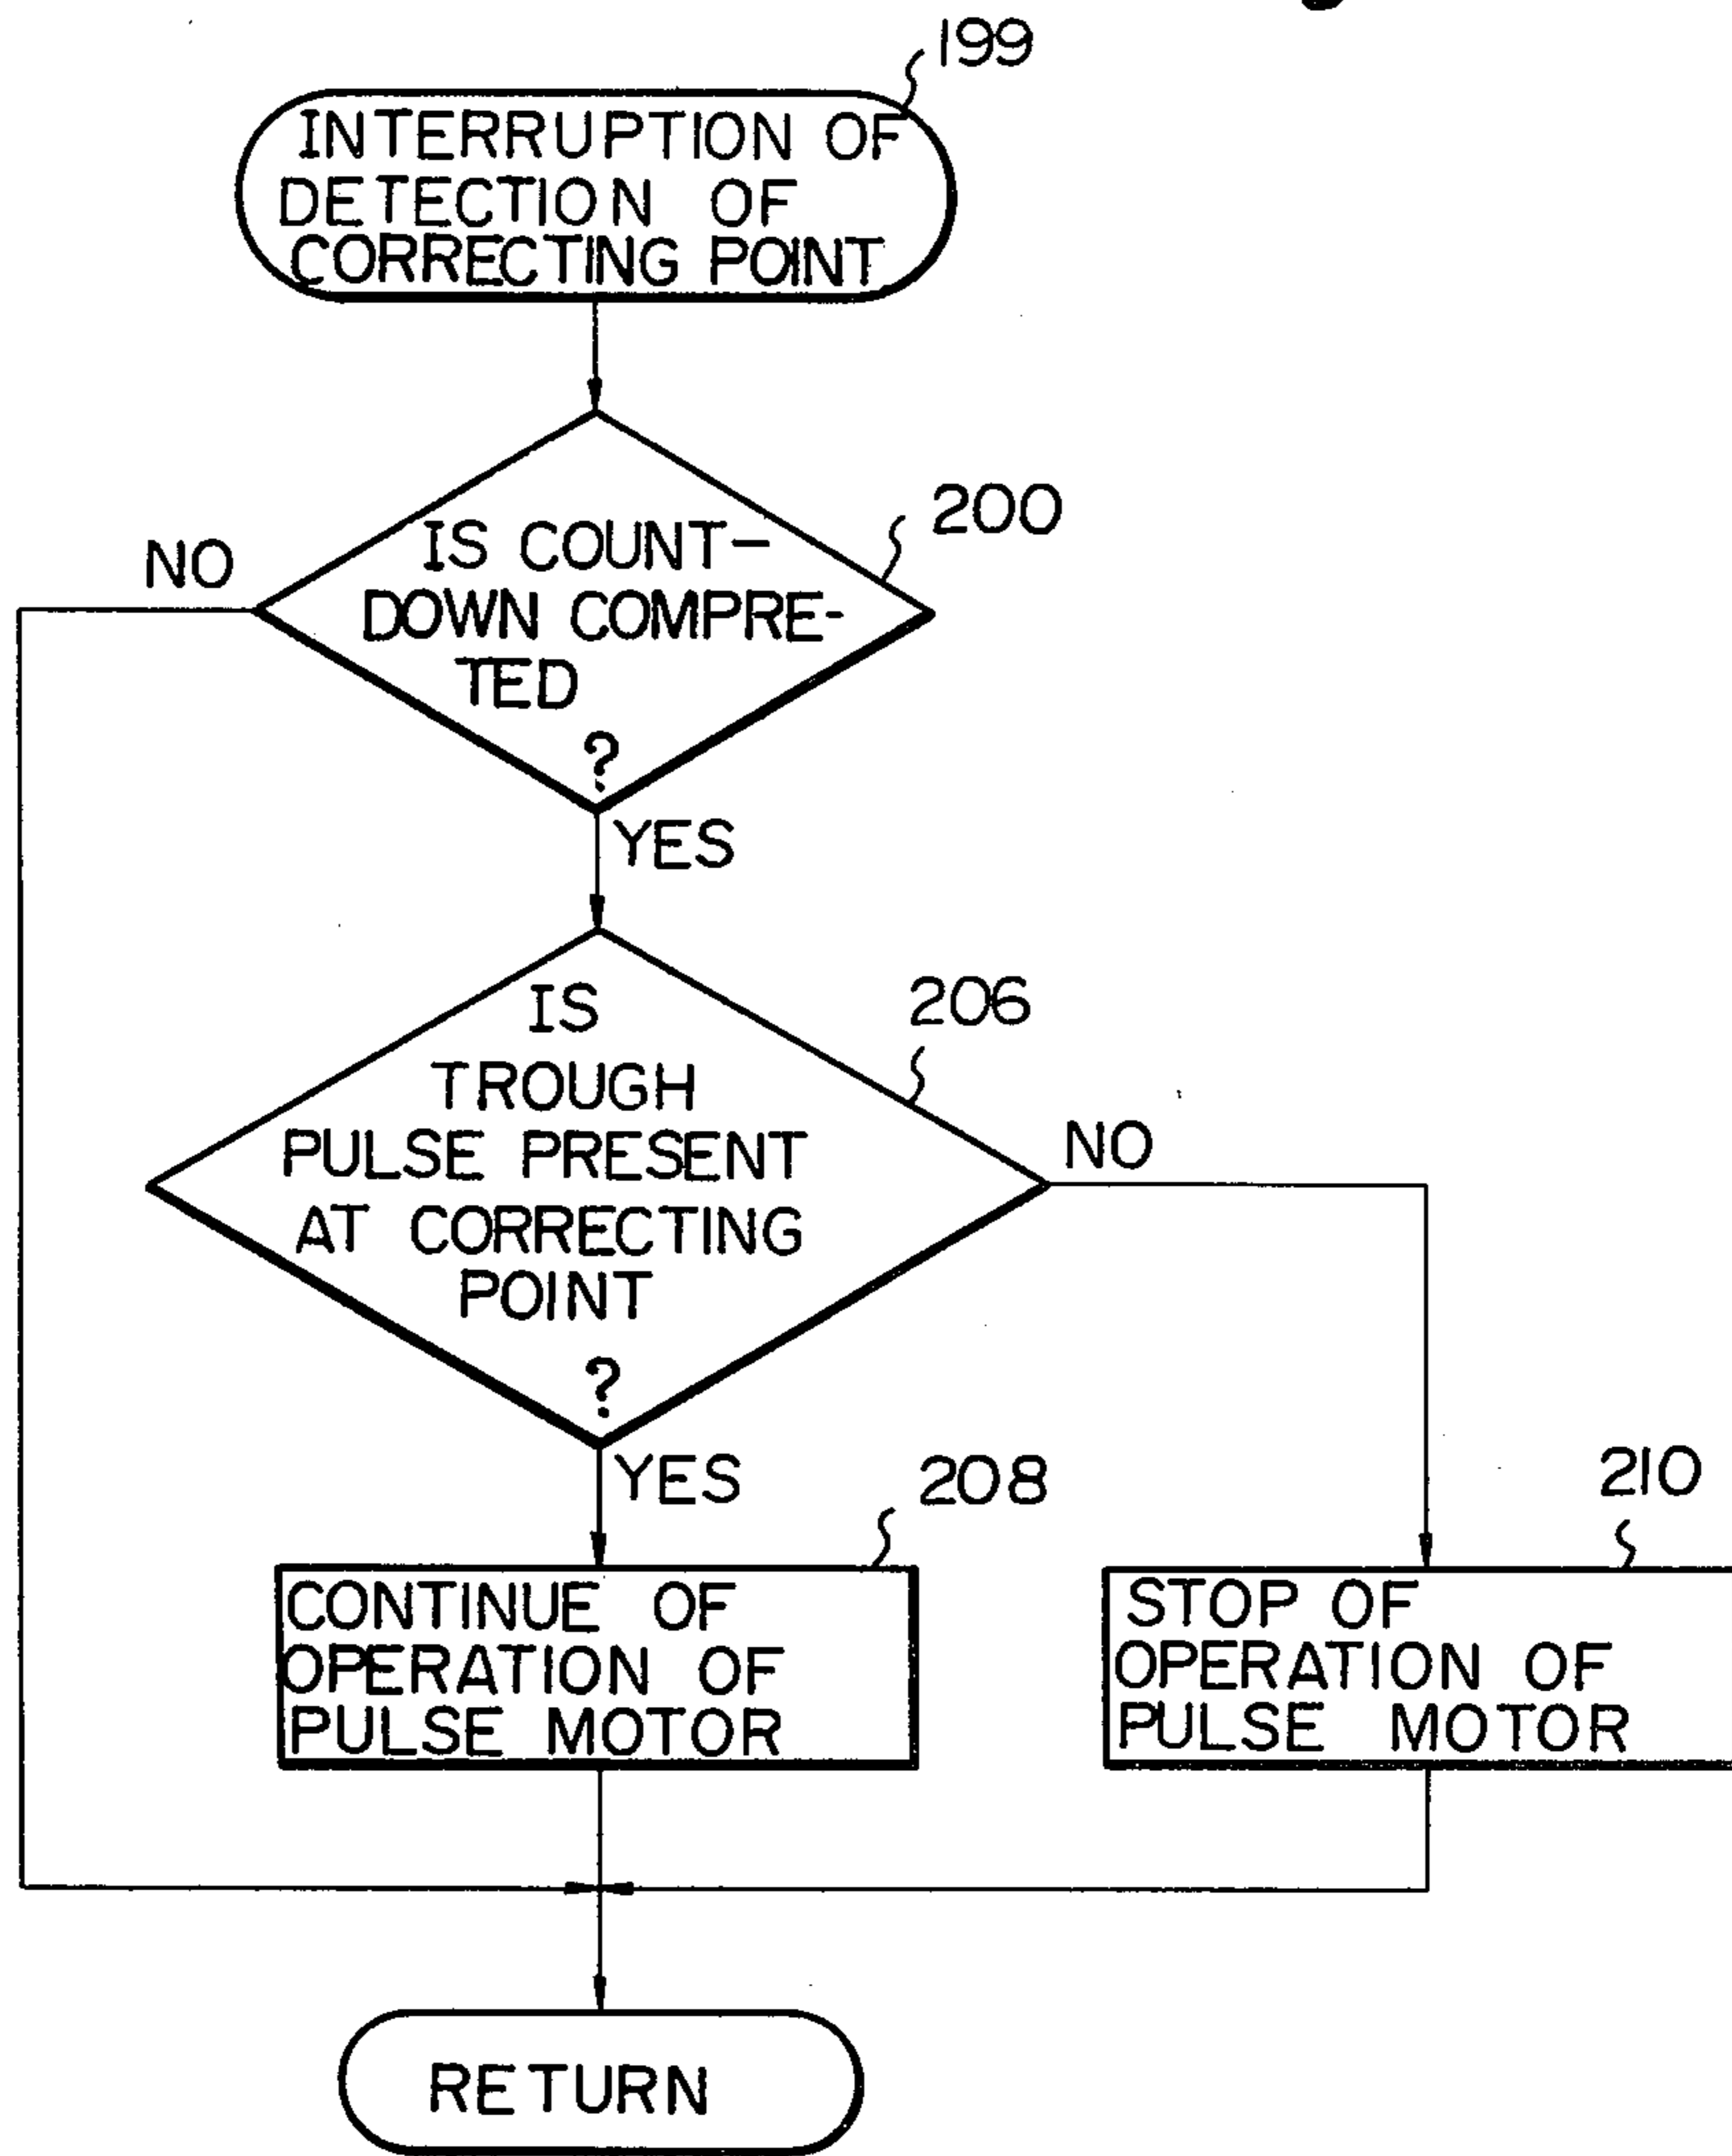 199
INTERRUPTION OF
DETECTION OF
CORRECTING POINT
200
NO
IS COUNT-
DOWN COMPRE-
TED
?
YES
206
IS
TROUGH
PULSE PRESENT
AT CORRECTING
POINT
?
NO
YES
208
CONTINUE OF
OPERATION OF
PULSE MOTOR
210
STOP OF
OPERATION OF
PULSE MOTOR
RETURN